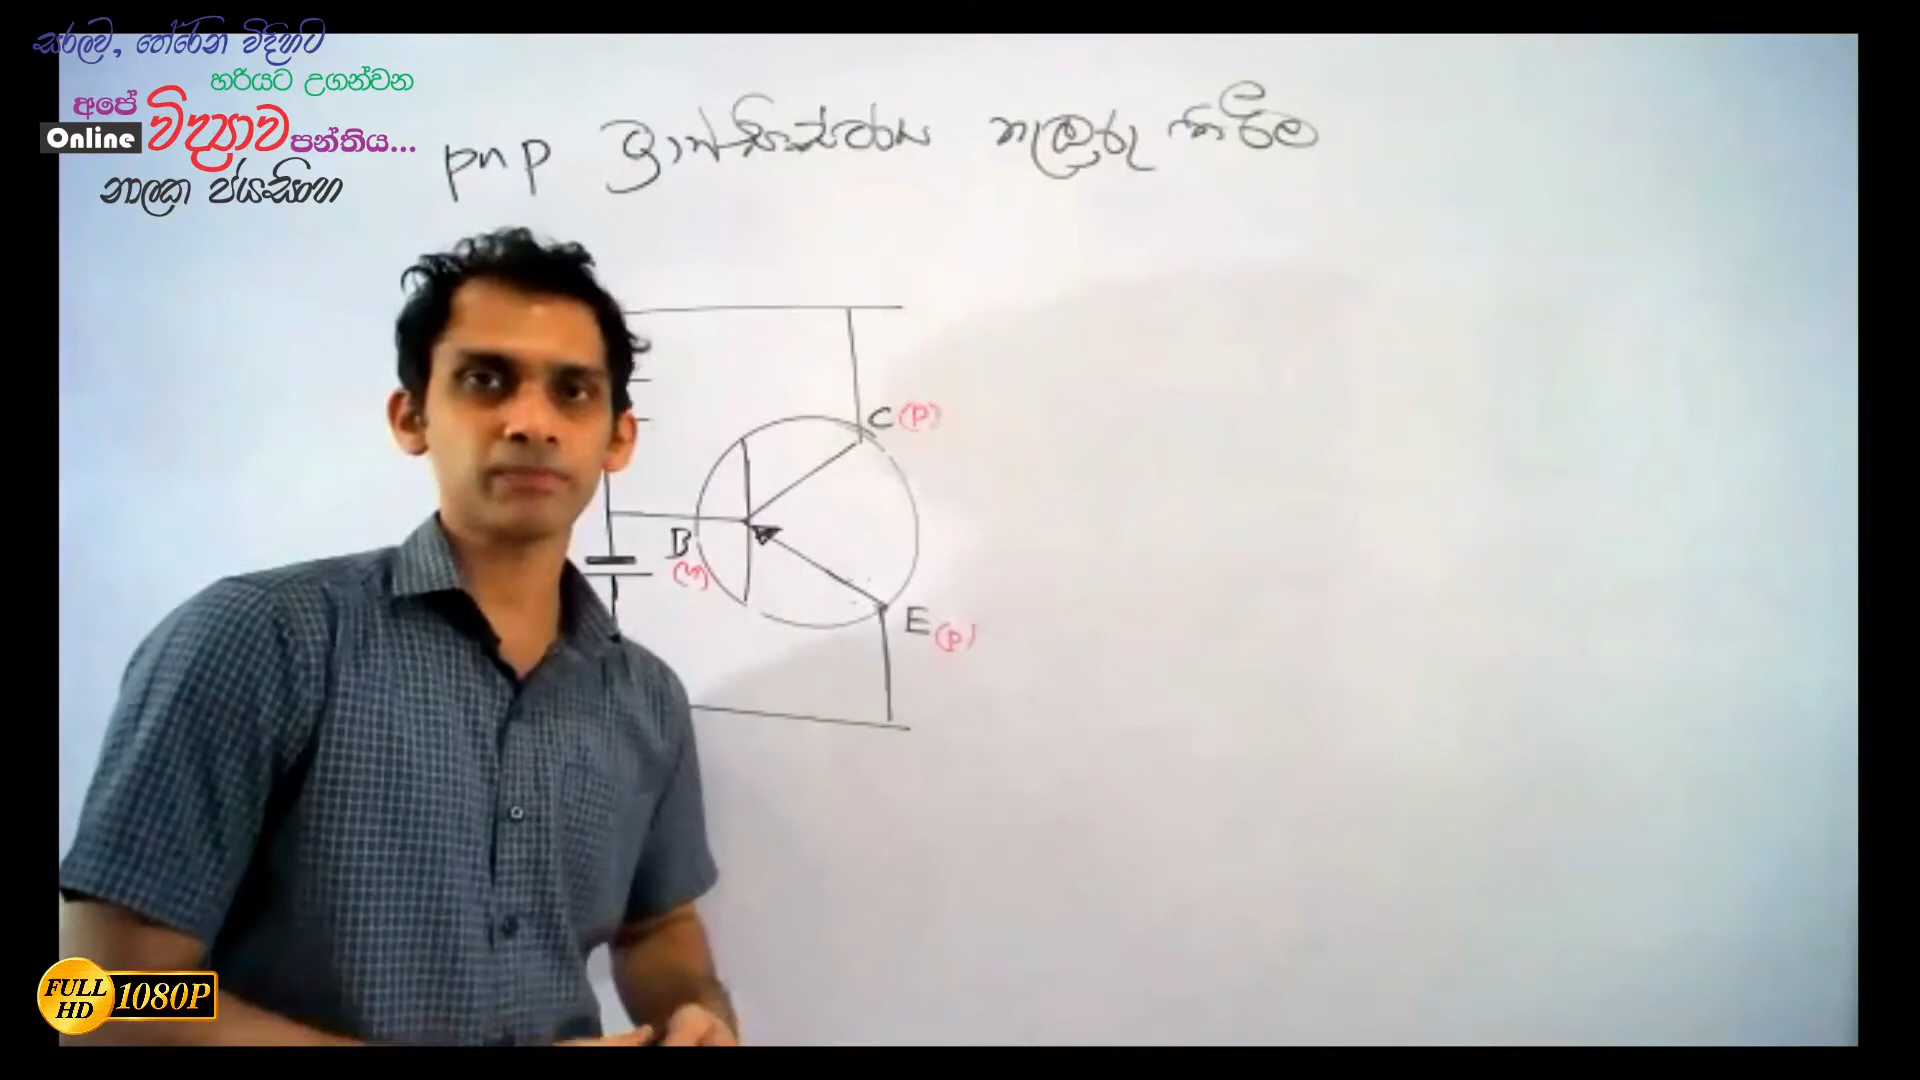 සරලව, තේරෙන විදිහට
හරියට උගන්වන
අපේ
Online විද්‍යාව පන්තිය...
නාලක ජයසිංහ
pnp ට්‍රාන්සිස්ටරය නැඹුරු කිරීම
C (P)
B
(n)
E (P)
FULL
HD 1080P